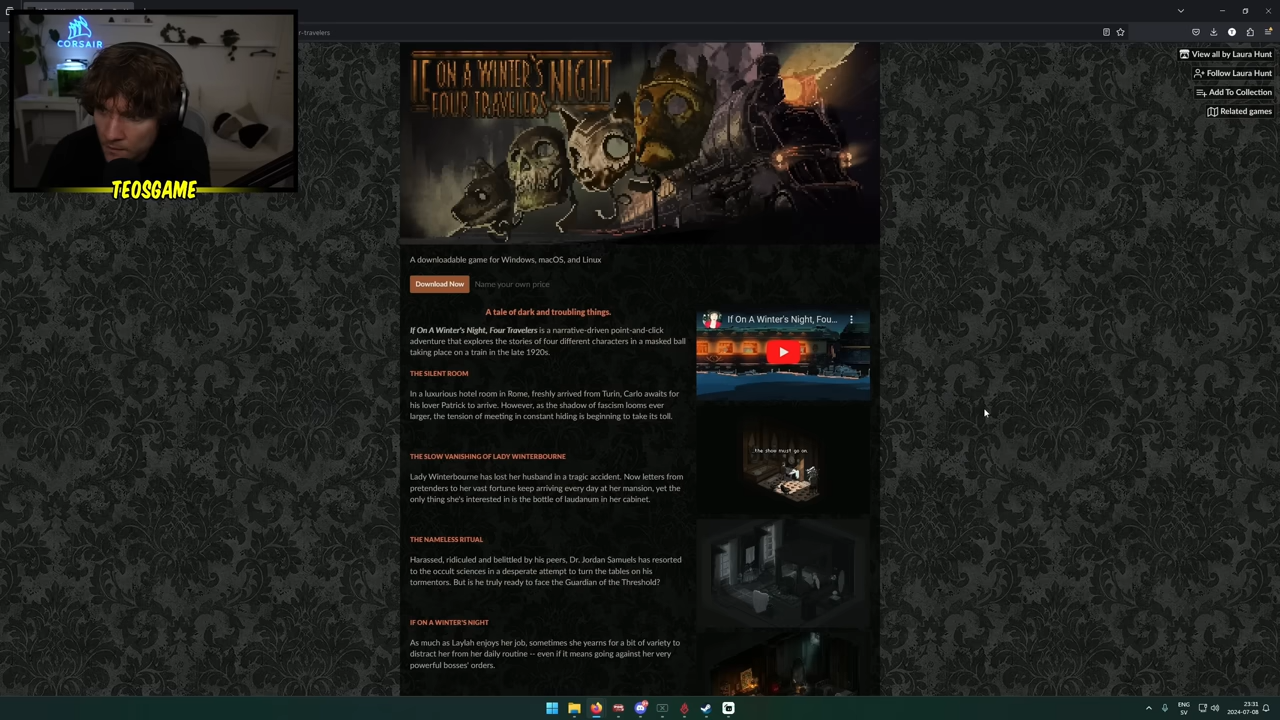 CORSAIR
TEOSGAME
r-travelers
View all by Laura Hunt
Follow Laura Hunt
Add To Collection
Related games
IF ON A WINTER'S NIGHT
FOUR TRAVELERS
A downloadable game for Windows, macOS, and Linux
Download Now Name your own price
A tale of dark and troubling things.
If On A Winter's Night, Four Travelers is a narrative-driven point-and-click
adventure that explores the stories of four different characters in a masked ball
taking place on a train in the late 1920s.
THE SILENT ROOM
In a luxurious hotel room in Rome, freshly arrived from Turin, Carlo awaits for
his lover Patrick to arrive. However, as the shadow of fascism looms ever
larger, the tension of meeting in constant hiding is beginning to take its toll.
THE SLOW VANISHING OF LADY WINTERBOURNE
Lady Winterbourne has lost her husband in a tragic accident. Now letters from
pretenders to her vast fortune keep arriving every day at her mansion, yet the
only thing she's interested in is the bottle of laudanum in her cabinet.
THE NAMELESS RITUAL
Harassed, ridiculed and belittled by his peers, Dr. Jordan Samuels has resorted
to the occult sciences in a desperate attempt to turn the tables on his
tormentors. But is he truly ready to face the Guardian of the Threshold?
IF ON A WINTER'S NIGHT
As much as Laylah enjoys her job, sometimes she yearns for a bit of variety to
distract her from her daily routine -- even if it means going against her very
powerful bosses' orders.
If On A Winter's Night, Fou...
the show must go on.
ENG
SV
23:31
2024-07-08